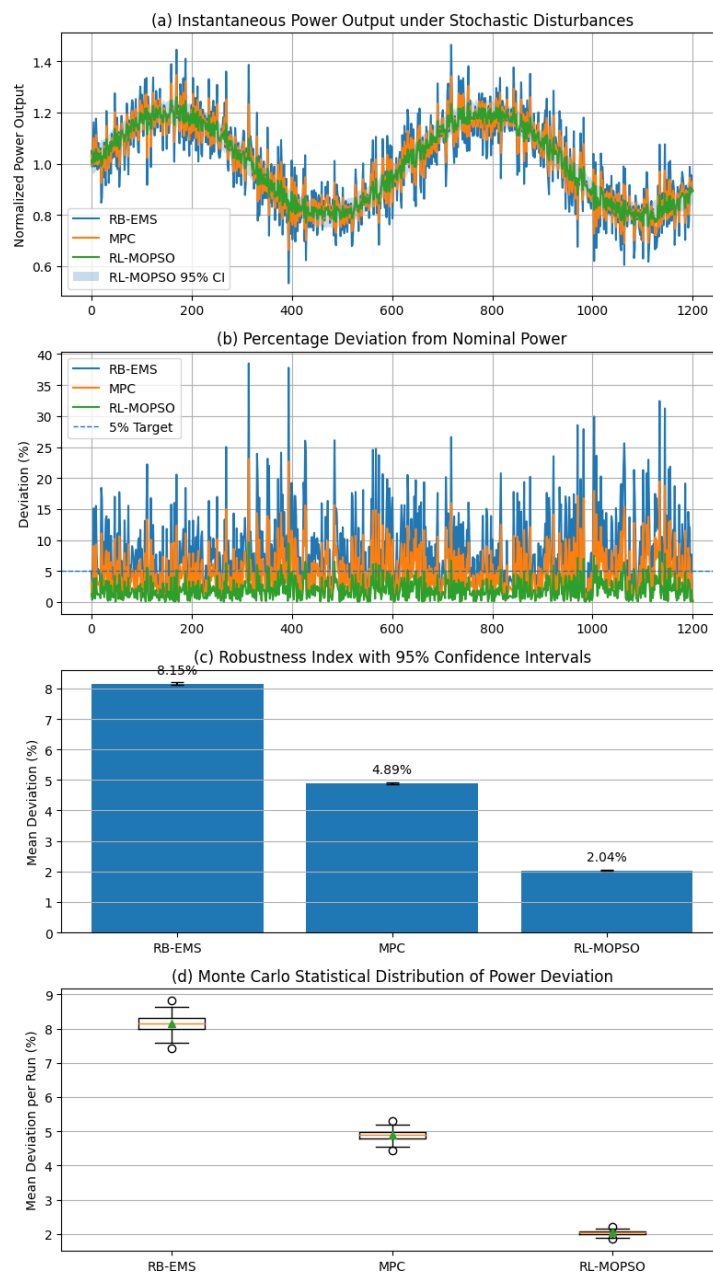 (a) Instantaneous Power Output under Stochastic Disturbances
Normalized Power Output
1.4
1.2
1.0
0.8
0.6
RB-EMS
MPC
RL-MOPSO
RL-MOPSO 95% CI
0 200 400 600 800 1000 1200
(b) Percentage Deviation from Nominal Power
Deviation (%)
40
35
30
25
20
15
10
5
0
RB-EMS
MPC
RL-MOPSO
5% Target
0 200 400 600 800 1000 1200
(c) Robustness Index with 95% Confidence Intervals
Mean Deviation (%)
8
7
6
5
4
3
2
1
0
8.15%
4.89%
2.04%
RB-EMS MPC RL-MOPSO
(d) Monte Carlo Statistical Distribution of Power Deviation
Mean Deviation per Run (%)
9
8
7
6
5
4
3
2
RB-EMS MPC RL-MOPSO